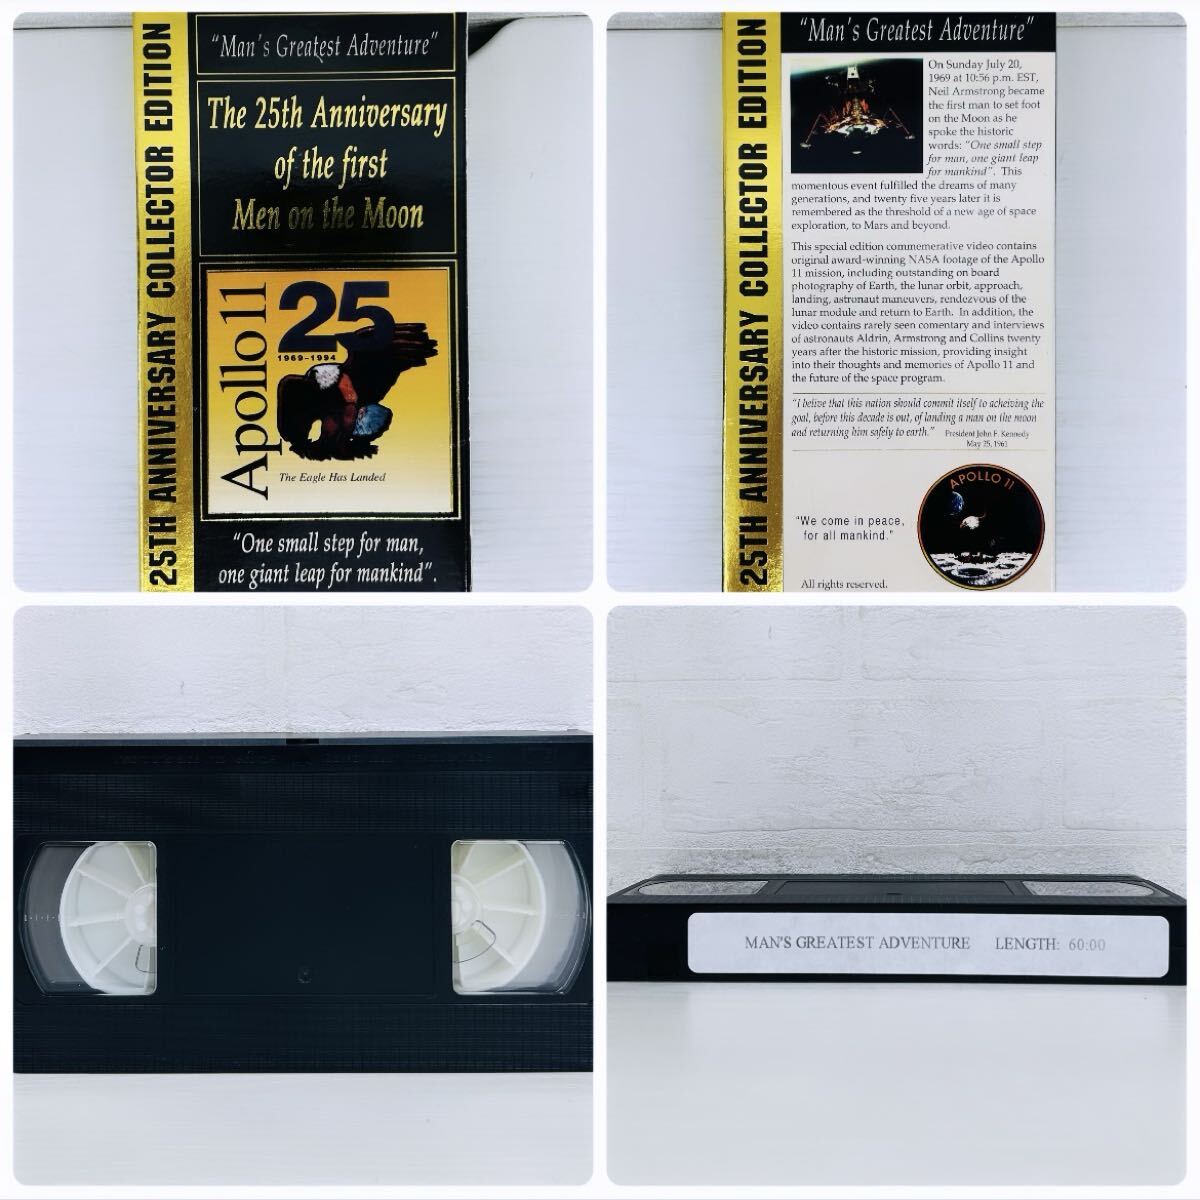 25TH ANNIVERSARY COLLECTOR EDITION
"Man's Greatest Adventure"
The 25th Anniversary
of the first
Men on the Moon
Apollo 11
25
1969-1994
The Eagle Has Landed
"One small step for man,
one giant leap for mankind".
25TH ANNIVERSARY COLLECTOR EDITION
"Man's Greatest Adventure"
On Sunday July 20,
1969 at 10:56 p.m. EST,
Neil Armstrong became
the first man to set foot
on the Moon as he
spoke the historic
words: "One small step
for man, one giant leap
for mankind". This
momentous event fulfilled the dreams of many
generations, and twenty five years later it is
remembered as the threshold of a new age of space
exploration, to Mars and beyond.
This special edition commemorative video contains
original award-winning NASA footage of the Apollo
11 mission, including outstanding on board
photography of Earth, the lunar orbit, approach,
landing, astronaut maneuvers, rendezvous of the
lunar module and return to Earth. In addition, the
video contains rarely seen comentary and interviews
of astronauts Aldrin, Armstrong and Collins twenty
years after the historic mission, providing insight
into their thoughts and memories of Apollo 11 and
the future of the space program.
"I belive that this nation should commit itself to acheiving the
goal, before this decade is out, of landing a man on the moon
and returning him safely to earth." President John F. Kennedy
May 25, 1961
APOLLO 11
"We come in peace,
for all mankind."
All rights reserved.
MAN'S GREATEST ADVENTURE LENGTH: 60:00